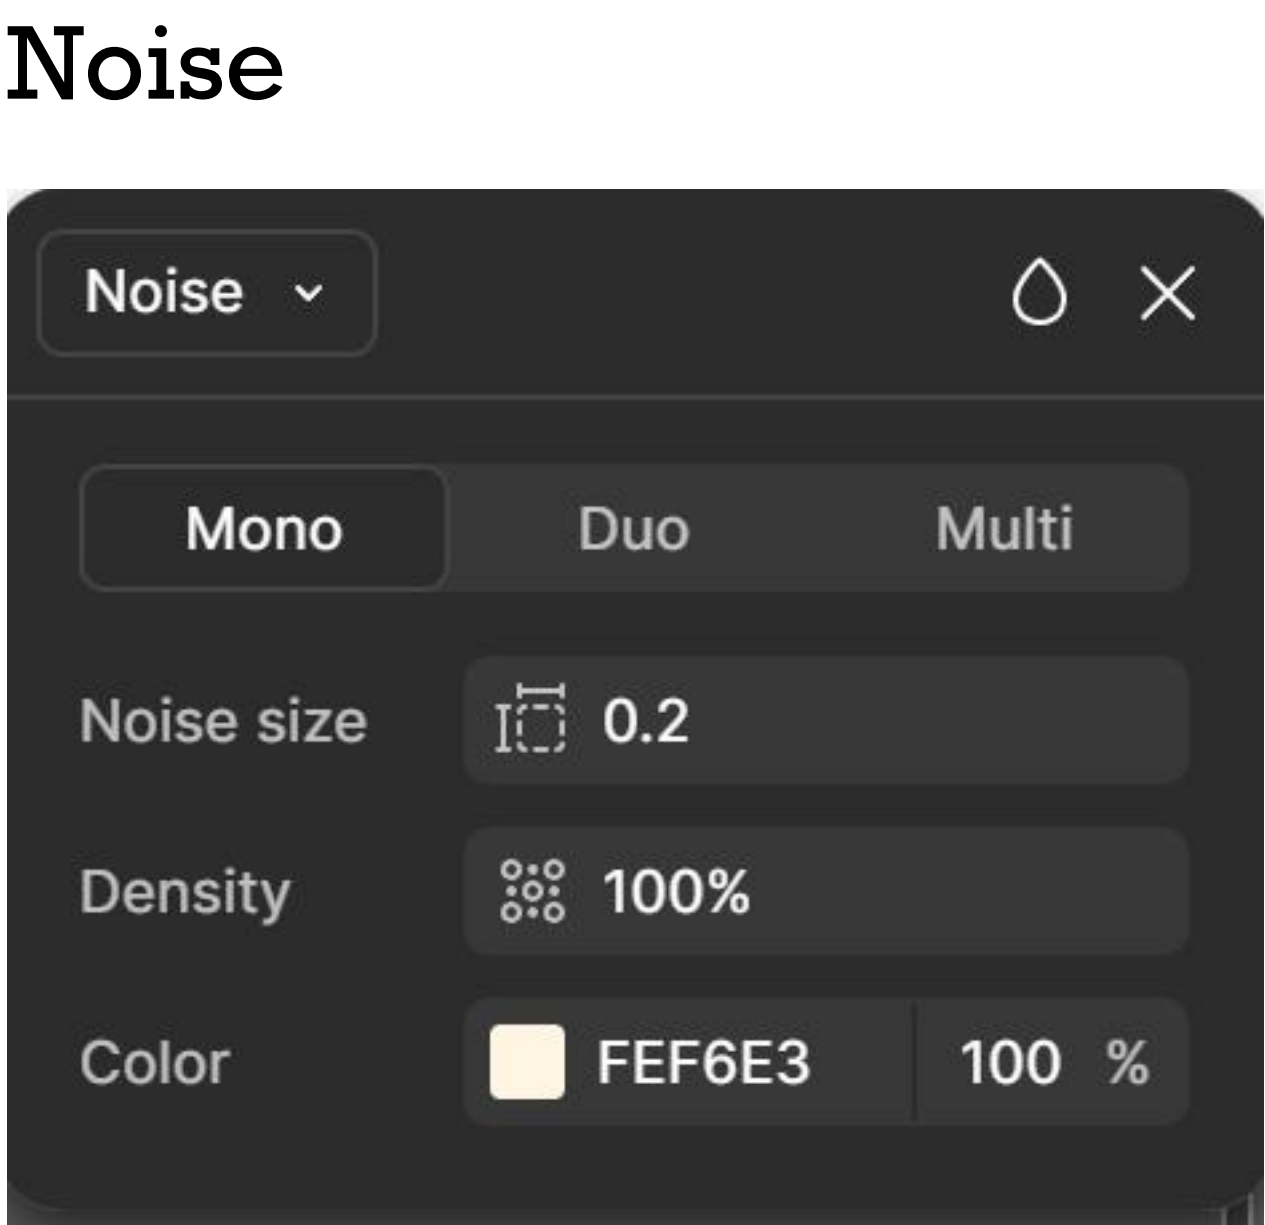 Noise
Noise
Mono Duo Multi
Noise size 0.2
Density 100%
Color FEF6E3 100 %